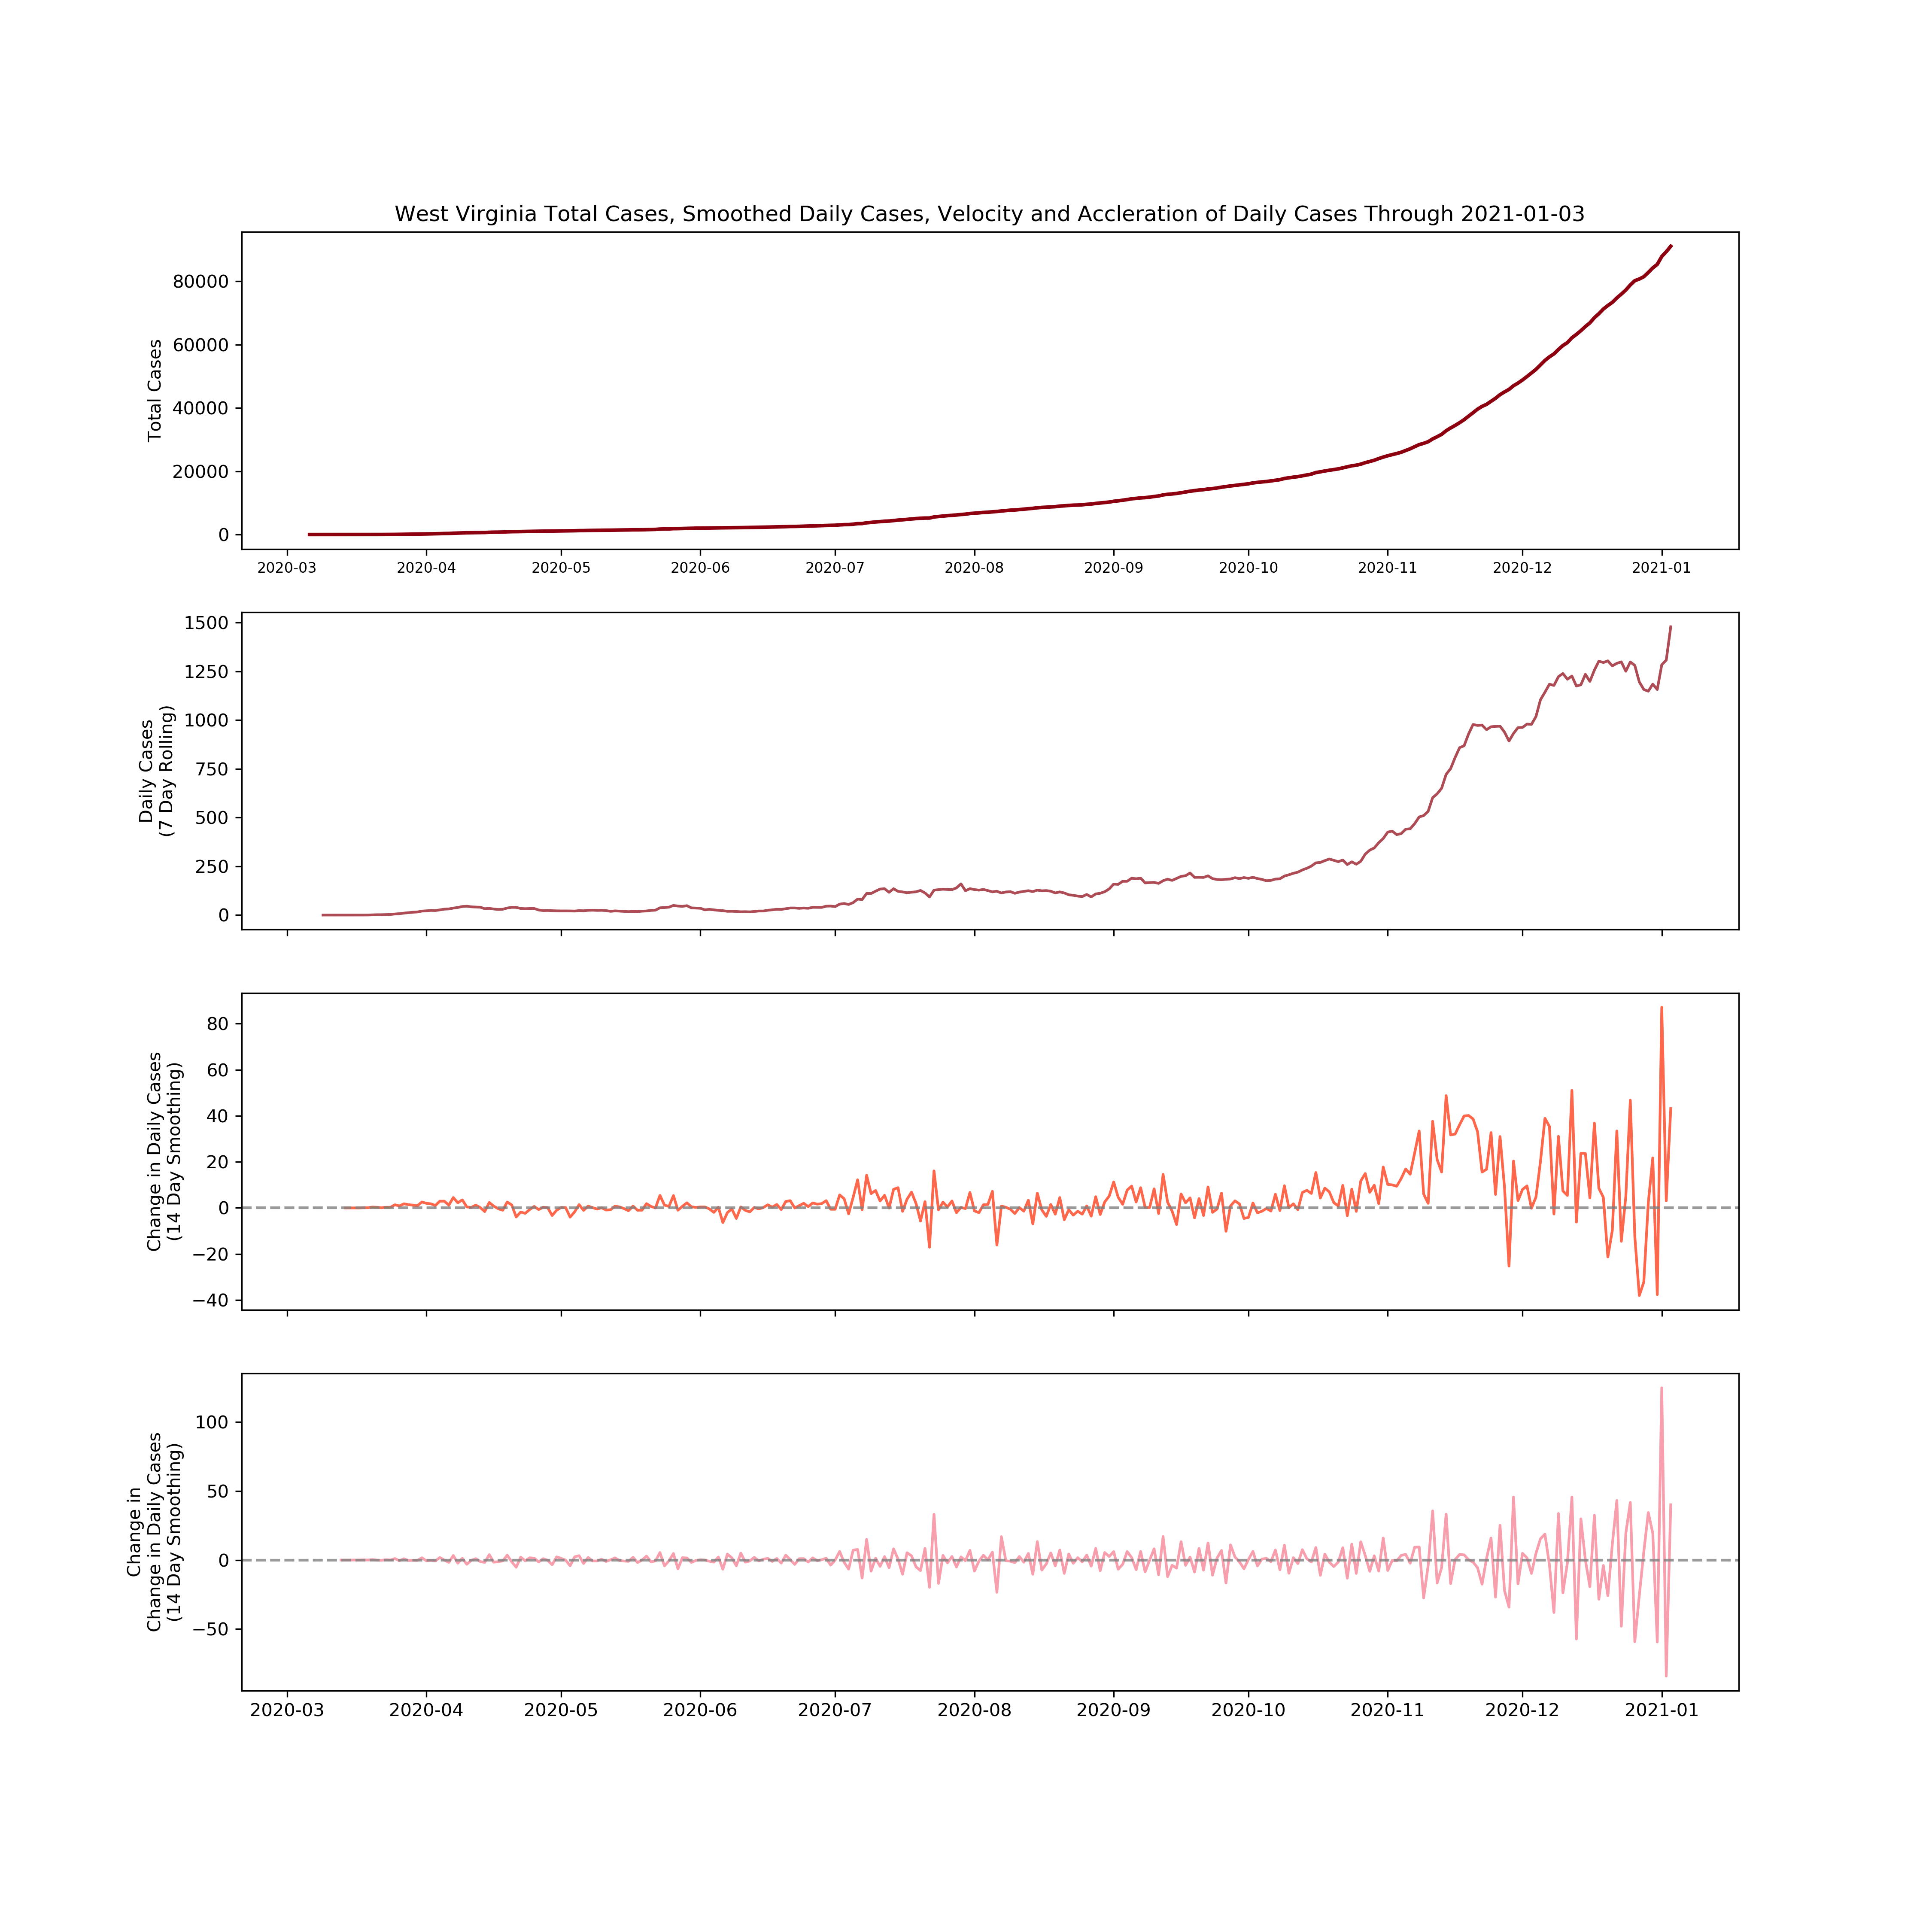 West Virginia Total Cases, Smoothed Daily Cases, Velocity and Accleration of Daily Cases Through 2021-01-03
Total Cases
80000
60000
40000
20000
0
2020-03 2020-04 2020-05 2020-06 2020-07 2020-08 2020-09 2020-10 2020-11 2020-12 2021-01
Daily Cases
(7 Day Rolling)
1500
1250
1000
750
500
250
0
Change in Daily Cases
(14 Day Smoothing)
80
60
40
20
0
−20
−40
Change in
Change in Daily Cases
(14 Day Smoothing)
100
50
0
−50
2020-03 2020-04 2020-05 2020-06 2020-07 2020-08 2020-09 2020-10 2020-11 2020-12 2021-01